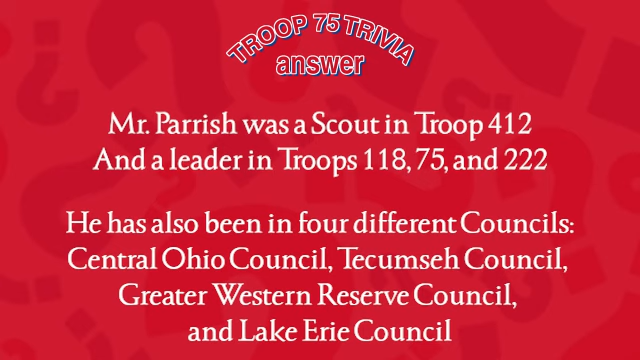 TROOP 75 TRIVIA
answer
Mr. Parrish was a Scout in Troop 412
And a leader in Troops 118, 75, and 222
He has also been in four different Councils:
Central Ohio Council, Tecumseh Council,
Greater Western Reserve Council,
and Lake Erie Council